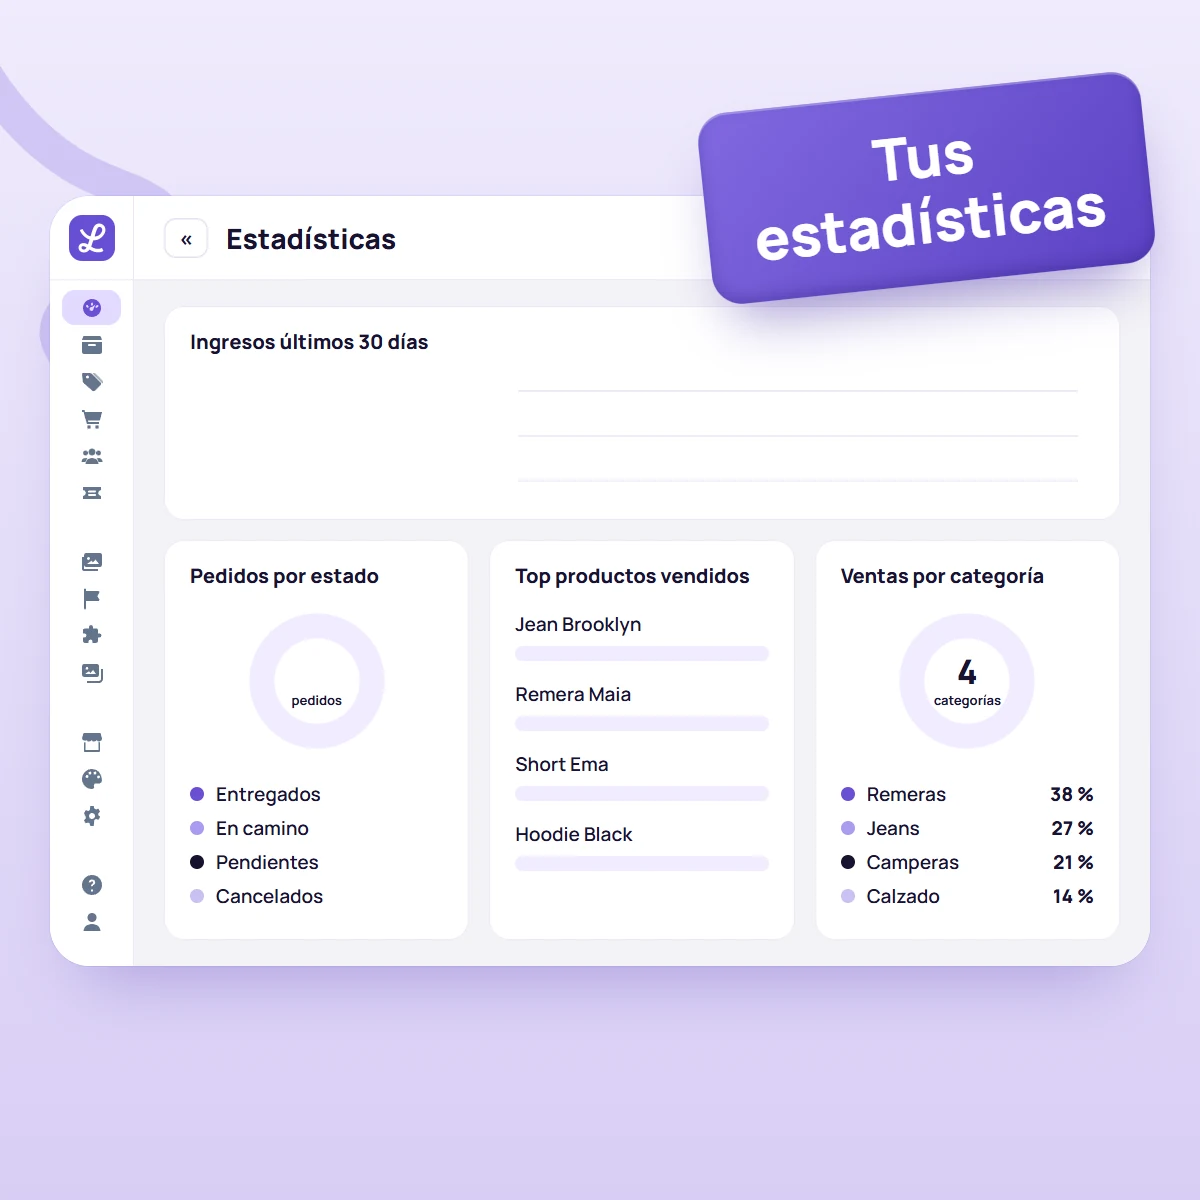 Tus
estadísticas
« Estadísticas
Ingresos últimos 30 días
Pedidos por estado
pedidos
Entregados
En camino
Pendientes
Cancelados
Top productos vendidos
Jean Brooklyn
Remera Maia
Short Ema
Hoodie Black
Ventas por categoría
4
categorías
Remeras 38 %
Jeans 27 %
Camperas 21 %
Calzado 14 %